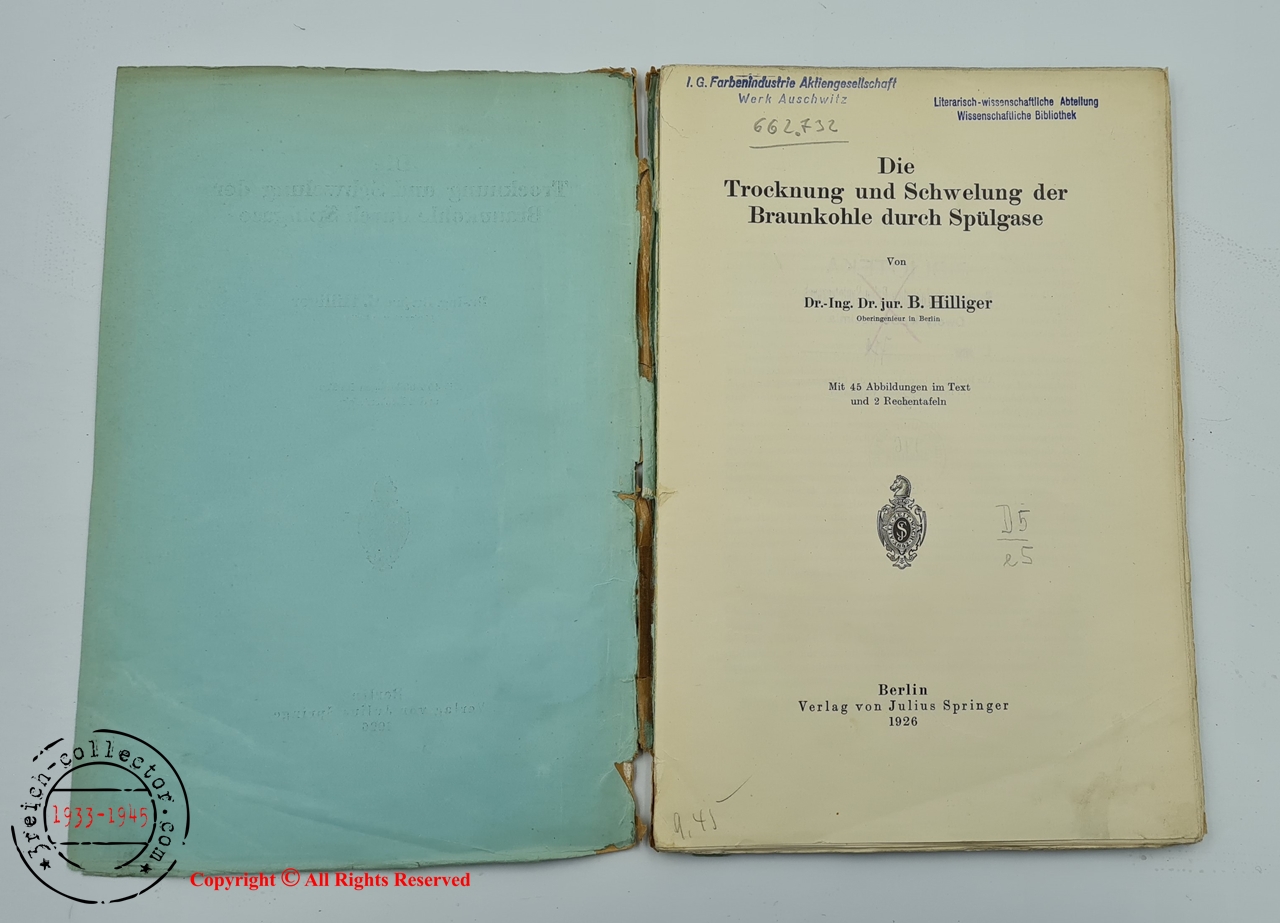 I. G. Farbenindustrie Aktiengesellschaft
Werk Auschwitz
662.732
Literarisch-wissenschaftliche Abteilung
Wissenschaftliche Bibliothek
Die
Trocknung und Schwelung der
Braunkohle durch Spülgase
Von
Dr.-Ing. Dr. jur. B. Hilliger
Oberingenieur in Berlin
Mit 45 Abbildungen im Text
und 2 Rechentafeln
D5
e5
Berlin
Verlag von Julius Springer
1926
9.45
3reich-collector.com
1933-1945
Copyright © All Rights Reserved